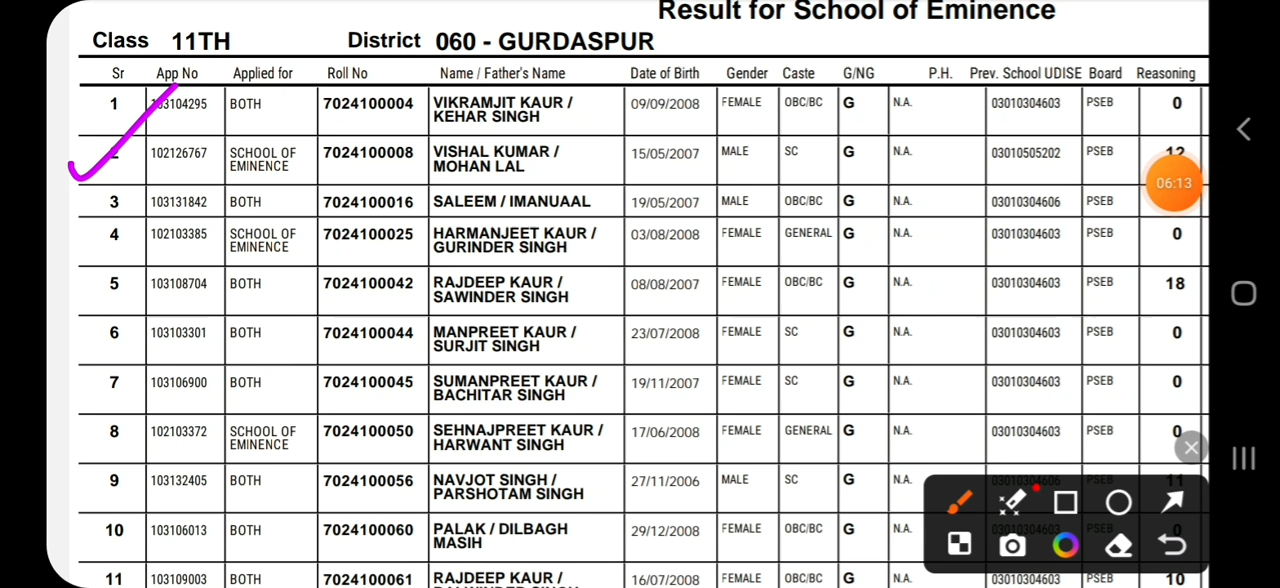 Result for School of Eminence
Class 11TH District 060 - GURDASPUR
Sr App No Applied for Roll No Name / Father's Name Date of Birth Gender Caste G/NG P.H. Prev. School UDISE Board Reasoning
1 103104295 BOTH 7024100004 VIKRAMJIT KAUR / 09/09/2008 FEMALE OBC/BC G N.A. 03010304603 PSEB 0
KEHAR SINGH
2 102126767 SCHOOL OF 7024100008 VISHAL KUMAR / 15/05/2007 MALE SC G N.A. 03010505202 PSEB 12
EMINENCE MOHAN LAL
06:13
3 103131842 BOTH 7024100016 SALEEM / IMANUAAL 19/05/2007 MALE OBC/BC G N.A. 03010304606 PSEB
4 102103385 SCHOOL OF 7024100025 HARMANJEET KAUR / 03/08/2008 FEMALE GENERAL G N.A. 03010304603 PSEB 0
EMINENCE GURINDER SINGH
5 103108704 BOTH 7024100042 RAJDEEP KAUR / 08/08/2007 FEMALE OBC/BC G N.A. 03010304603 PSEB 18
SAWINDER SINGH
6 103103301 BOTH 7024100044 MANPREET KAUR / 23/07/2008 FEMALE SC G N.A. 03010304603 PSEB 0
SURJIT SINGH
7 103106900 BOTH 7024100045 SUMANPREET KAUR / 19/11/2007 FEMALE SC G N.A. 03010304603 PSEB 0
BACHITAR SINGH
8 102103372 SCHOOL OF 7024100050 SEHNAJPREET KAUR / 17/06/2008 FEMALE GENERAL G N.A. 03010304603 PSEB 0
EMINENCE HARWANT SINGH
9 103132405 BOTH 7024100056 NAVJOT SINGH / 27/11/2006 MALE SC G N.A. 11
PARSHOTAM SINGH
10 103106013 BOTH 7024100060 PALAK / DILBAGH 29/12/2008 FEMALE OBC/BC G N.A. 03010304603 PSEB 0
MASIH
11 103109003 BOTH 7024100061 RAJDEEP KAUR / 16/07/2008 FEMALE OBC/BC G N.A. 03010304603 PSEB 10